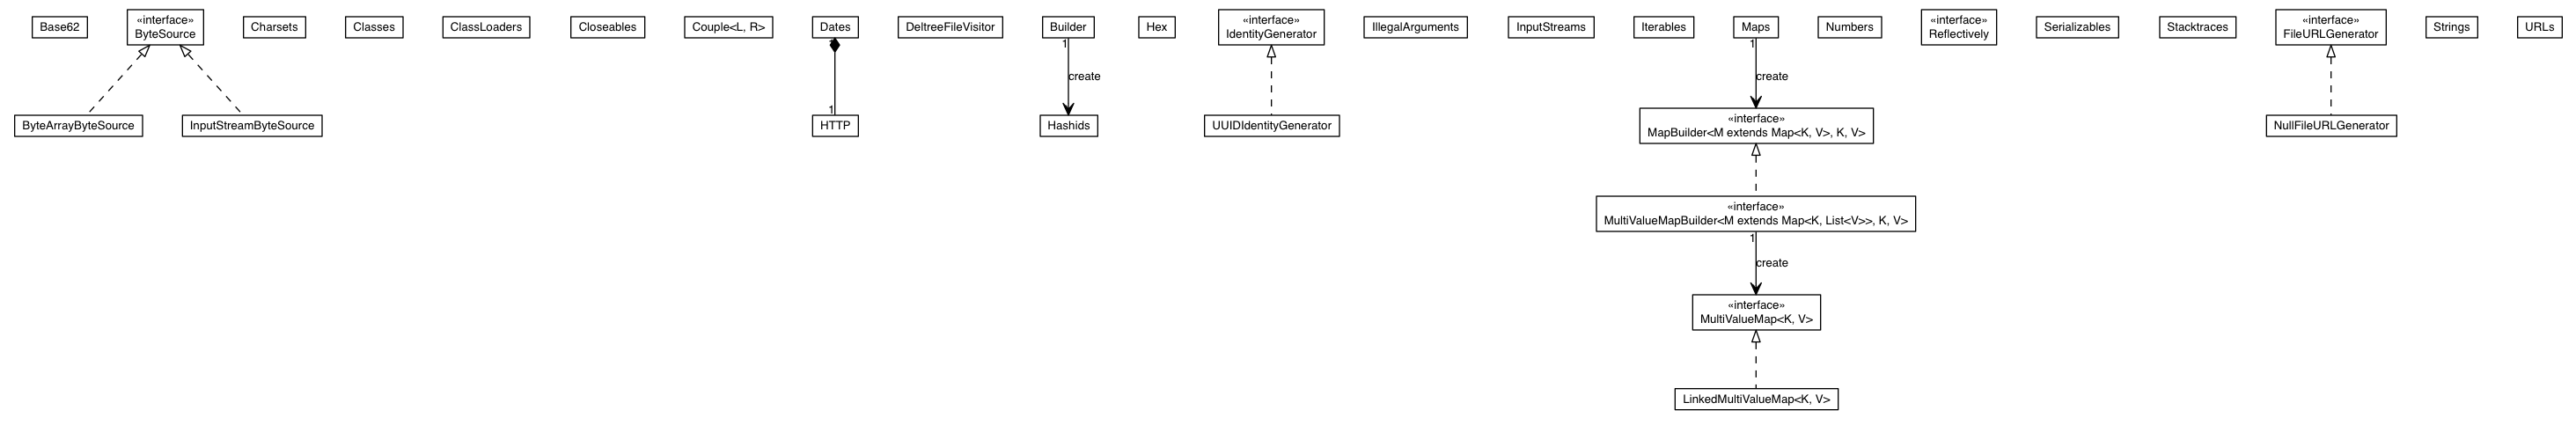 Base62
«interface»
ByteSource
Charsets
Classes
ClassLoaders
Closeables
Couple<L, R>
Dates
DeltreeFileVisitor
Builder
Hex
«interface»
IdentityGenerator
IllegalArguments
InputStreams
Iterables
Maps
Numbers
«interface»
Reflectively
Serializables
Stacktraces
«interface»
FileURLGenerator
Strings
URLs
1
1
1
create
create
1
ByteArrayByteSource
InputStreamByteSource
HTTP
Hashids
UUIDIdentityGenerator
«interface»
MapBuilder<M extends Map<K, V>, K, V>
NullFileURLGenerator
«interface»
MultiValueMapBuilder<M extends Map<K, List<V>>, K, V>
1
create
«interface»
MultiValueMap<K, V>
LinkedMultiValueMap<K, V>